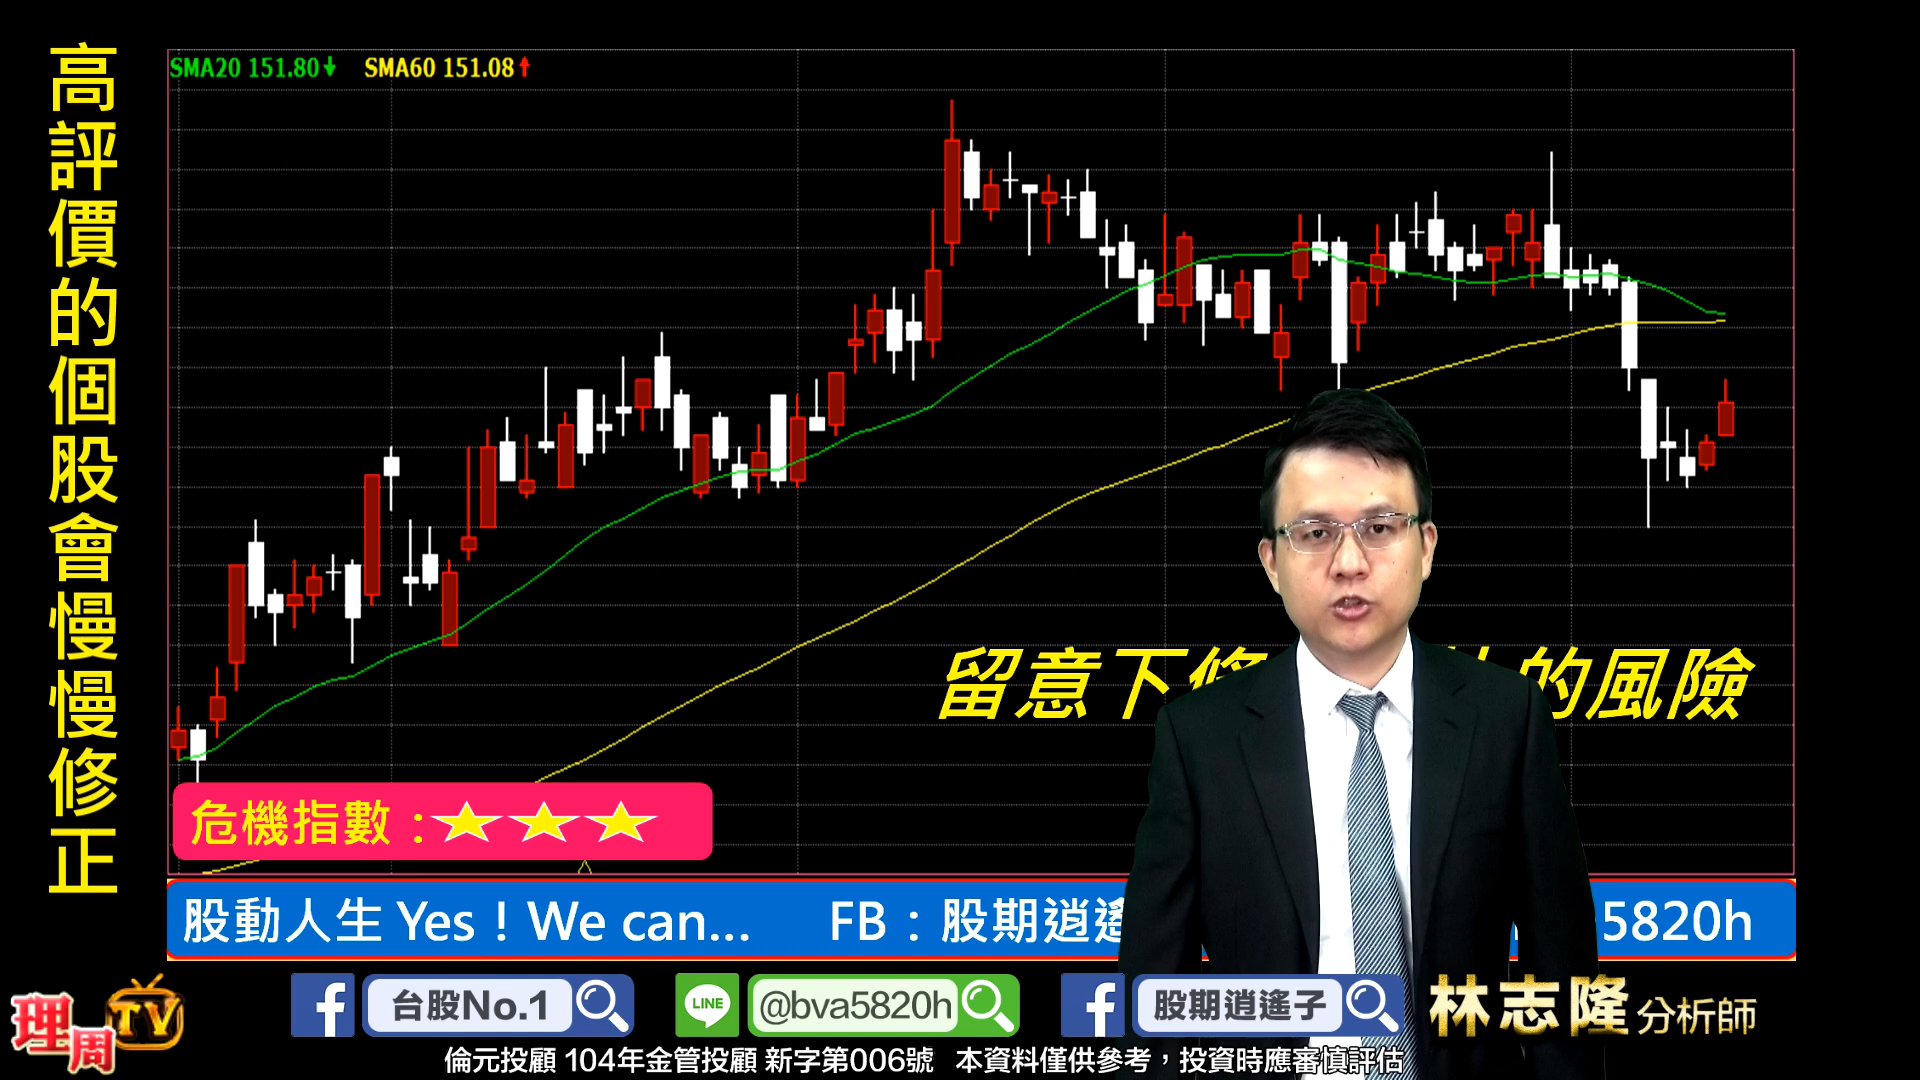 高評價的個股會慢慢修正
SMA20 151.80↓ SMA60 151.08↑
留意下修 的風險
危機指數：★★★
股動人生 Yes！We can... FB：股期逍遙 5820h
理周TV
台股No.1
LINE
@bva5820h
股期逍遙子
林志隆分析師
倫元投顧 104年金管投顧 新字第006號 本資料僅供參考，投資時應審慎評估